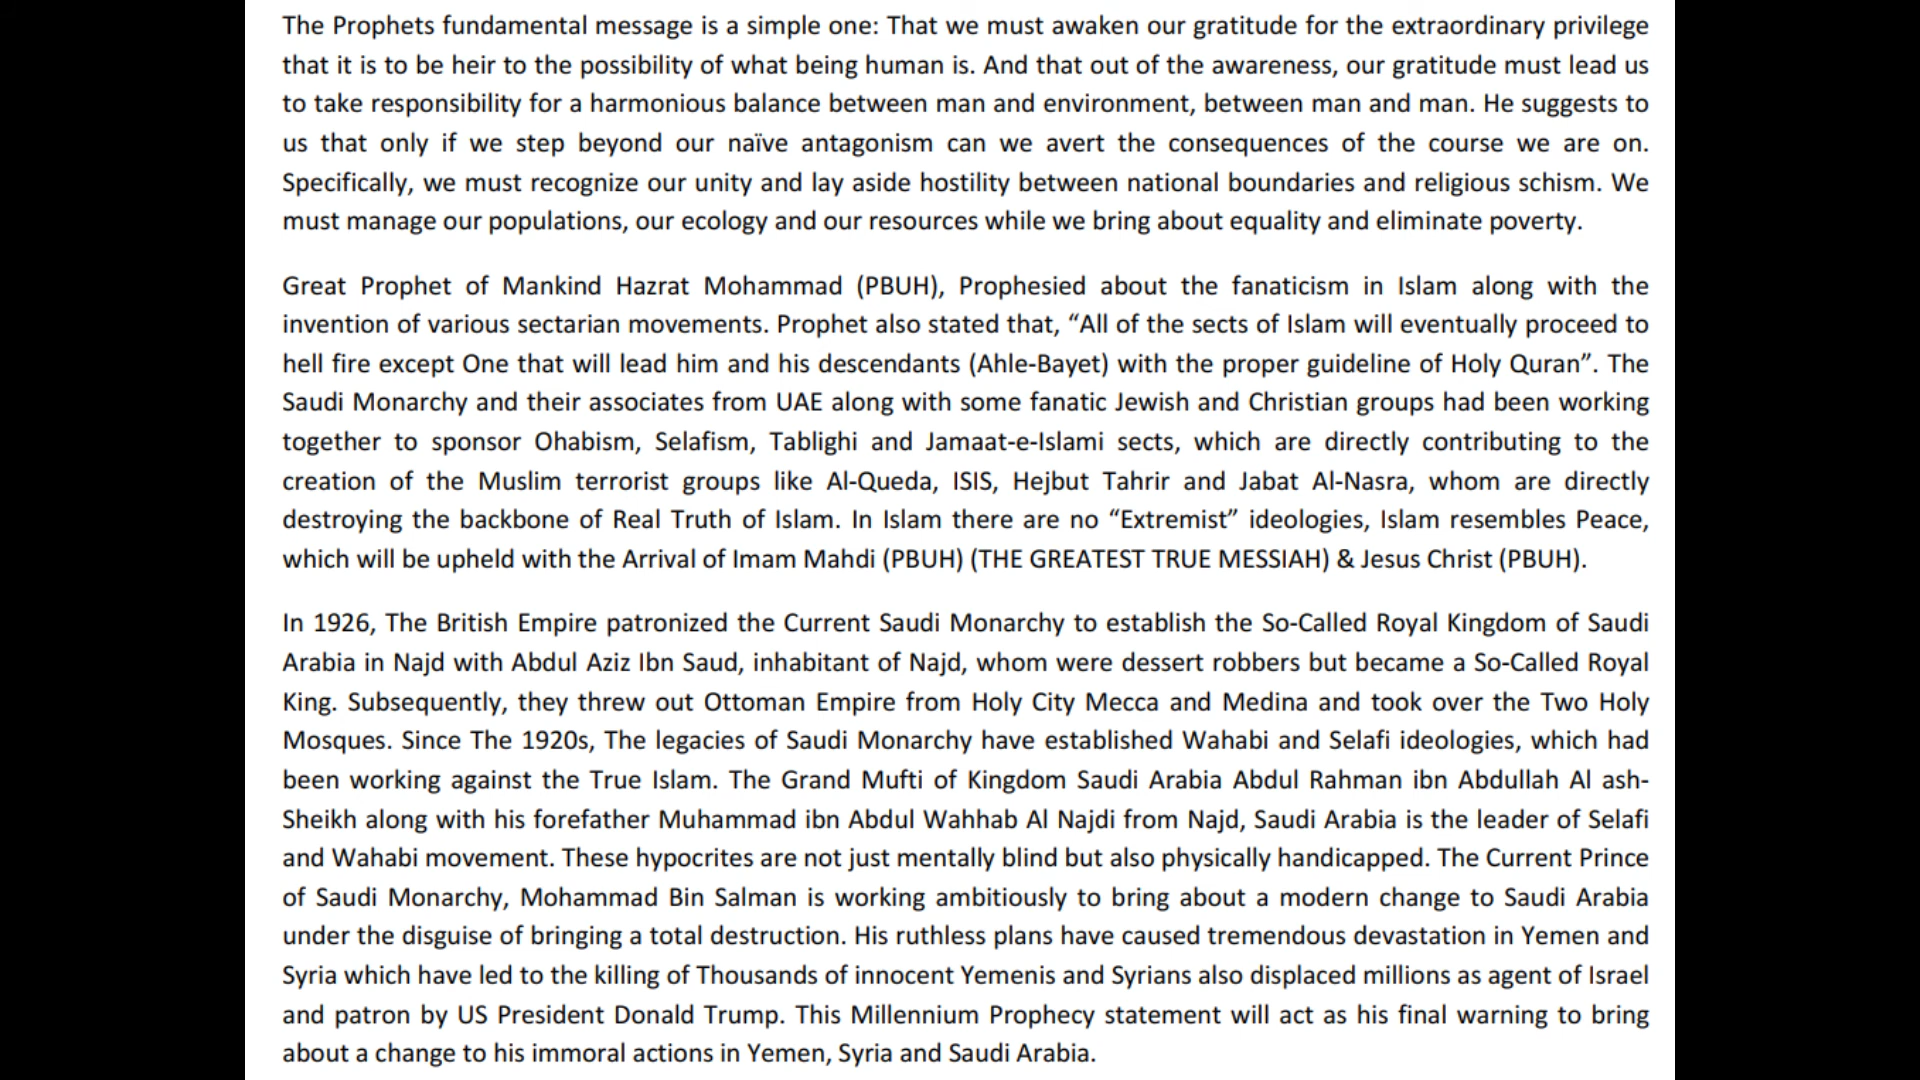 The Prophets fundamental message is a simple one: That we must awaken our gratitude for the extraordinary privilege
that it is to be heir to the possibility of what being human is. And that out of the awareness, our gratitude must lead us
to take responsibility for a harmonious balance between man and environment, between man and man. He suggests to
us that only if we step beyond our naïve antagonism can we avert the consequences of the course we are on.
Specifically, we must recognize our unity and lay aside hostility between national boundaries and religious schism. We
must manage our populations, our ecology and our resources while we bring about equality and eliminate poverty.
Great Prophet of Mankind Hazrat Mohammad (PBUH), Prophesied about the fanaticism in Islam along with the
invention of various sectarian movements. Prophet also stated that, “All of the sects of Islam will eventually proceed to
hell fire except One that will lead him and his descendants (Ahle-Bayet) with the proper guideline of Holy Quran”. The
Saudi Monarchy and their associates from UAE along with some fanatic Jewish and Christian groups had been working
together to sponsor Ohabism, Selafism, Tablighi and Jamaat-e-Islami sects, which are directly contributing to the
creation of the Muslim terrorist groups like Al-Queda, ISIS, Hejbut Tahrir and Jabat Al-Nasra, whom are directly
destroying the backbone of Real Truth of Islam. In Islam there are no “Extremist” ideologies, Islam resembles Peace,
which will be upheld with the Arrival of Imam Mahdi (PBUH) (THE GREATEST TRUE MESSIAH) & Jesus Christ (PBUH).
In 1926, The British Empire patronized the Current Saudi Monarchy to establish the So-Called Royal Kingdom of Saudi
Arabia in Najd with Abdul Aziz Ibn Saud, inhabitant of Najd, whom were dessert robbers but became a So-Called Royal
King. Subsequently, they threw out Ottoman Empire from Holy City Mecca and Medina and took over the Two Holy
Mosques. Since The 1920s, The legacies of Saudi Monarchy have established Wahabi and Selafi ideologies, which had
been working against the True Islam. The Grand Mufti of Kingdom Saudi Arabia Abdul Rahman ibn Abdullah Al ash-
Sheikh along with his forefather Muhammad ibn Abdul Wahhab Al Najdi from Najd, Saudi Arabia is the leader of Selafi
and Wahabi movement. These hypocrites are not just mentally blind but also physically handicapped. The Current Prince
of Saudi Monarchy, Mohammad Bin Salman is working ambitiously to bring about a modern change to Saudi Arabia
under the disguise of bringing a total destruction. His ruthless plans have caused tremendous devastation in Yemen and
Syria which have led to the killing of Thousands of innocent Yemenis and Syrians also displaced millions as agent of Israel
and patron by US President Donald Trump. This Millennium Prophecy statement will act as his final warning to bring
about a change to his immoral actions in Yemen, Syria and Saudi Arabia.